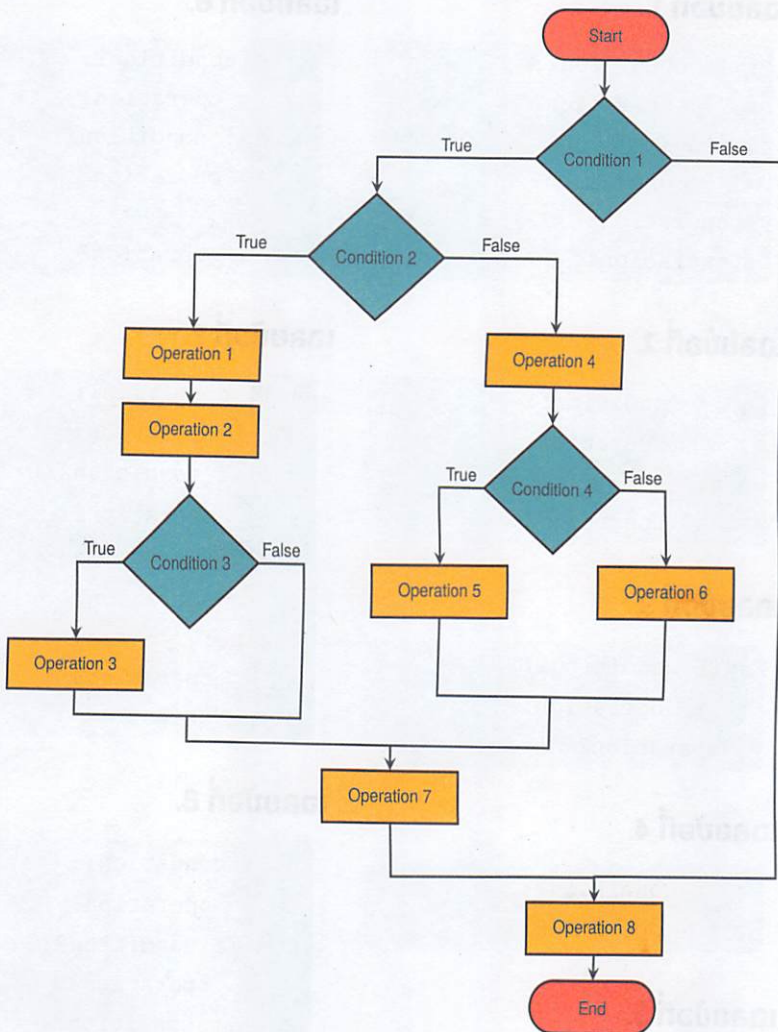 Start
Condition 1
True
False
Condition 2
True
False
Operation 1
Operation 4
Operation 2
Condition 4
True
False
Condition 3
True
False
Operation 5
Operation 6
Operation 3
Operation 7
Operation 8
End